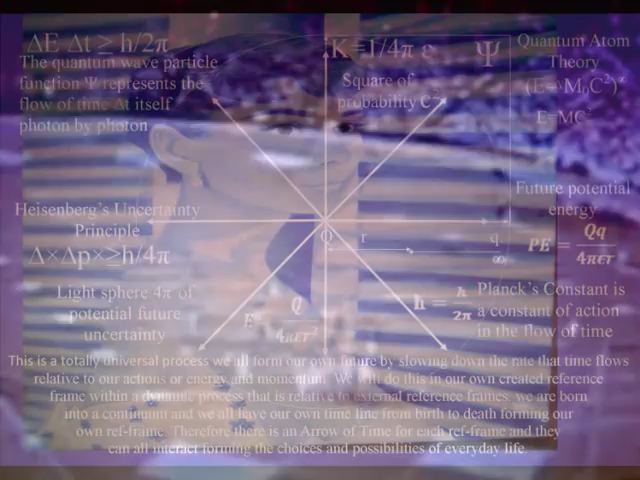 ΔE Δt ≥ h/2π
The quantum wave particle
function Ψ represents the
flow of time Δt itself
photon by photon
K=1/4π ε
Ψ
Square of
probability C²
Quantum Atom
Theory
(E=ᵛM₀C²)∞
E=MC²
Future potential
energy
Heisenberg's Uncertainty
Principle
Δ×Δp×≥h/4π
Q r q
∞
PE = Qq
4πεr
Light sphere 4π of
potential future
uncertainty
E= Q
4πεr²
ħ = h
2π
Planck's Constant is
a constant of action
in the flow of time
This is a totally universal process we all form our own future by slowing down the rate that time flows
relative to our actions or energy and momentum. We will do this in our own created reference
frame within a dynamic process that is relative to external reference frames. we are born
into a continuum and we all have our own time line from birth to death forming our
own ref-frame. Therefore there is an Arrow of Time for each ref-frame and they
can all interact forming the choices and possibilities of everyday life.